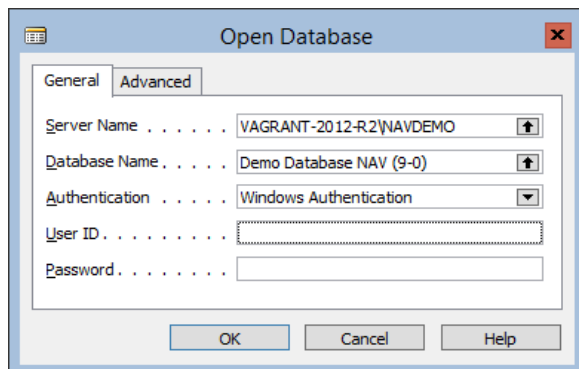 Open Database
General Advanced
Server Name . . . . . . VAGRANT-2012-R2\NAVDEMO
Database Name . . . . . Demo Database NAV (9-0)
Authentication . . . . . Windows Authentication
User ID . . . . . . . . .
Password . . . . . . . .
OK Cancel Help